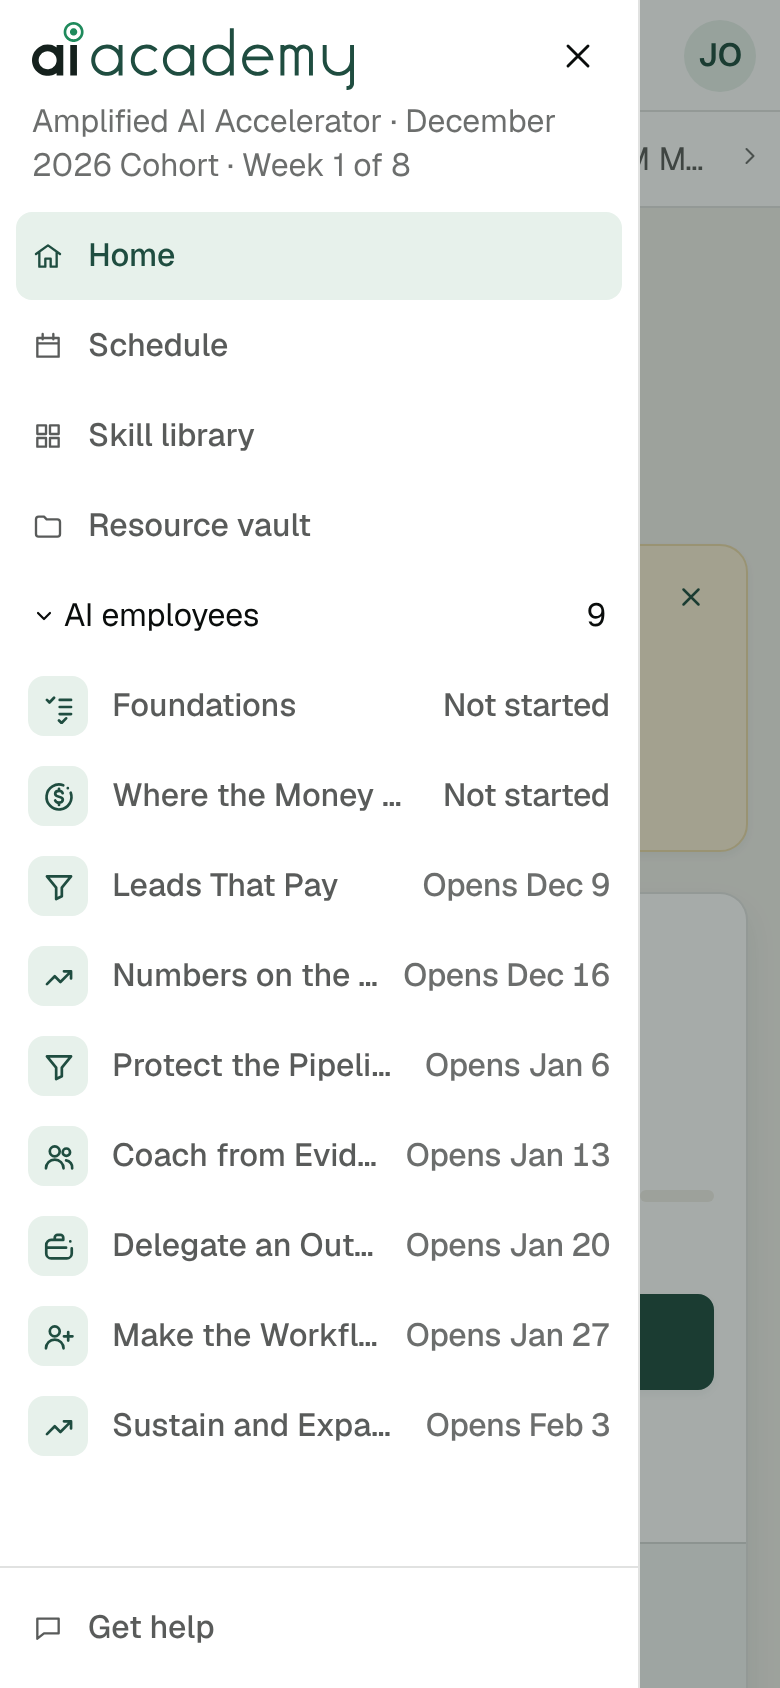 ai academy
JO
Amplified AI Accelerator · December
2026 Cohort · Week 1 of 8
M...
Home
Schedule
Skill library
Resource vault
AI employees 9
Foundations Not started
Where the Money ... Not started
Leads That Pay Opens Dec 9
Numbers on the ... Opens Dec 16
Protect the Pipeli... Opens Jan 6
Coach from Evid... Opens Jan 13
Delegate an Out... Opens Jan 20
Make the Workfl... Opens Jan 27
Sustain and Expa... Opens Feb 3
Get help